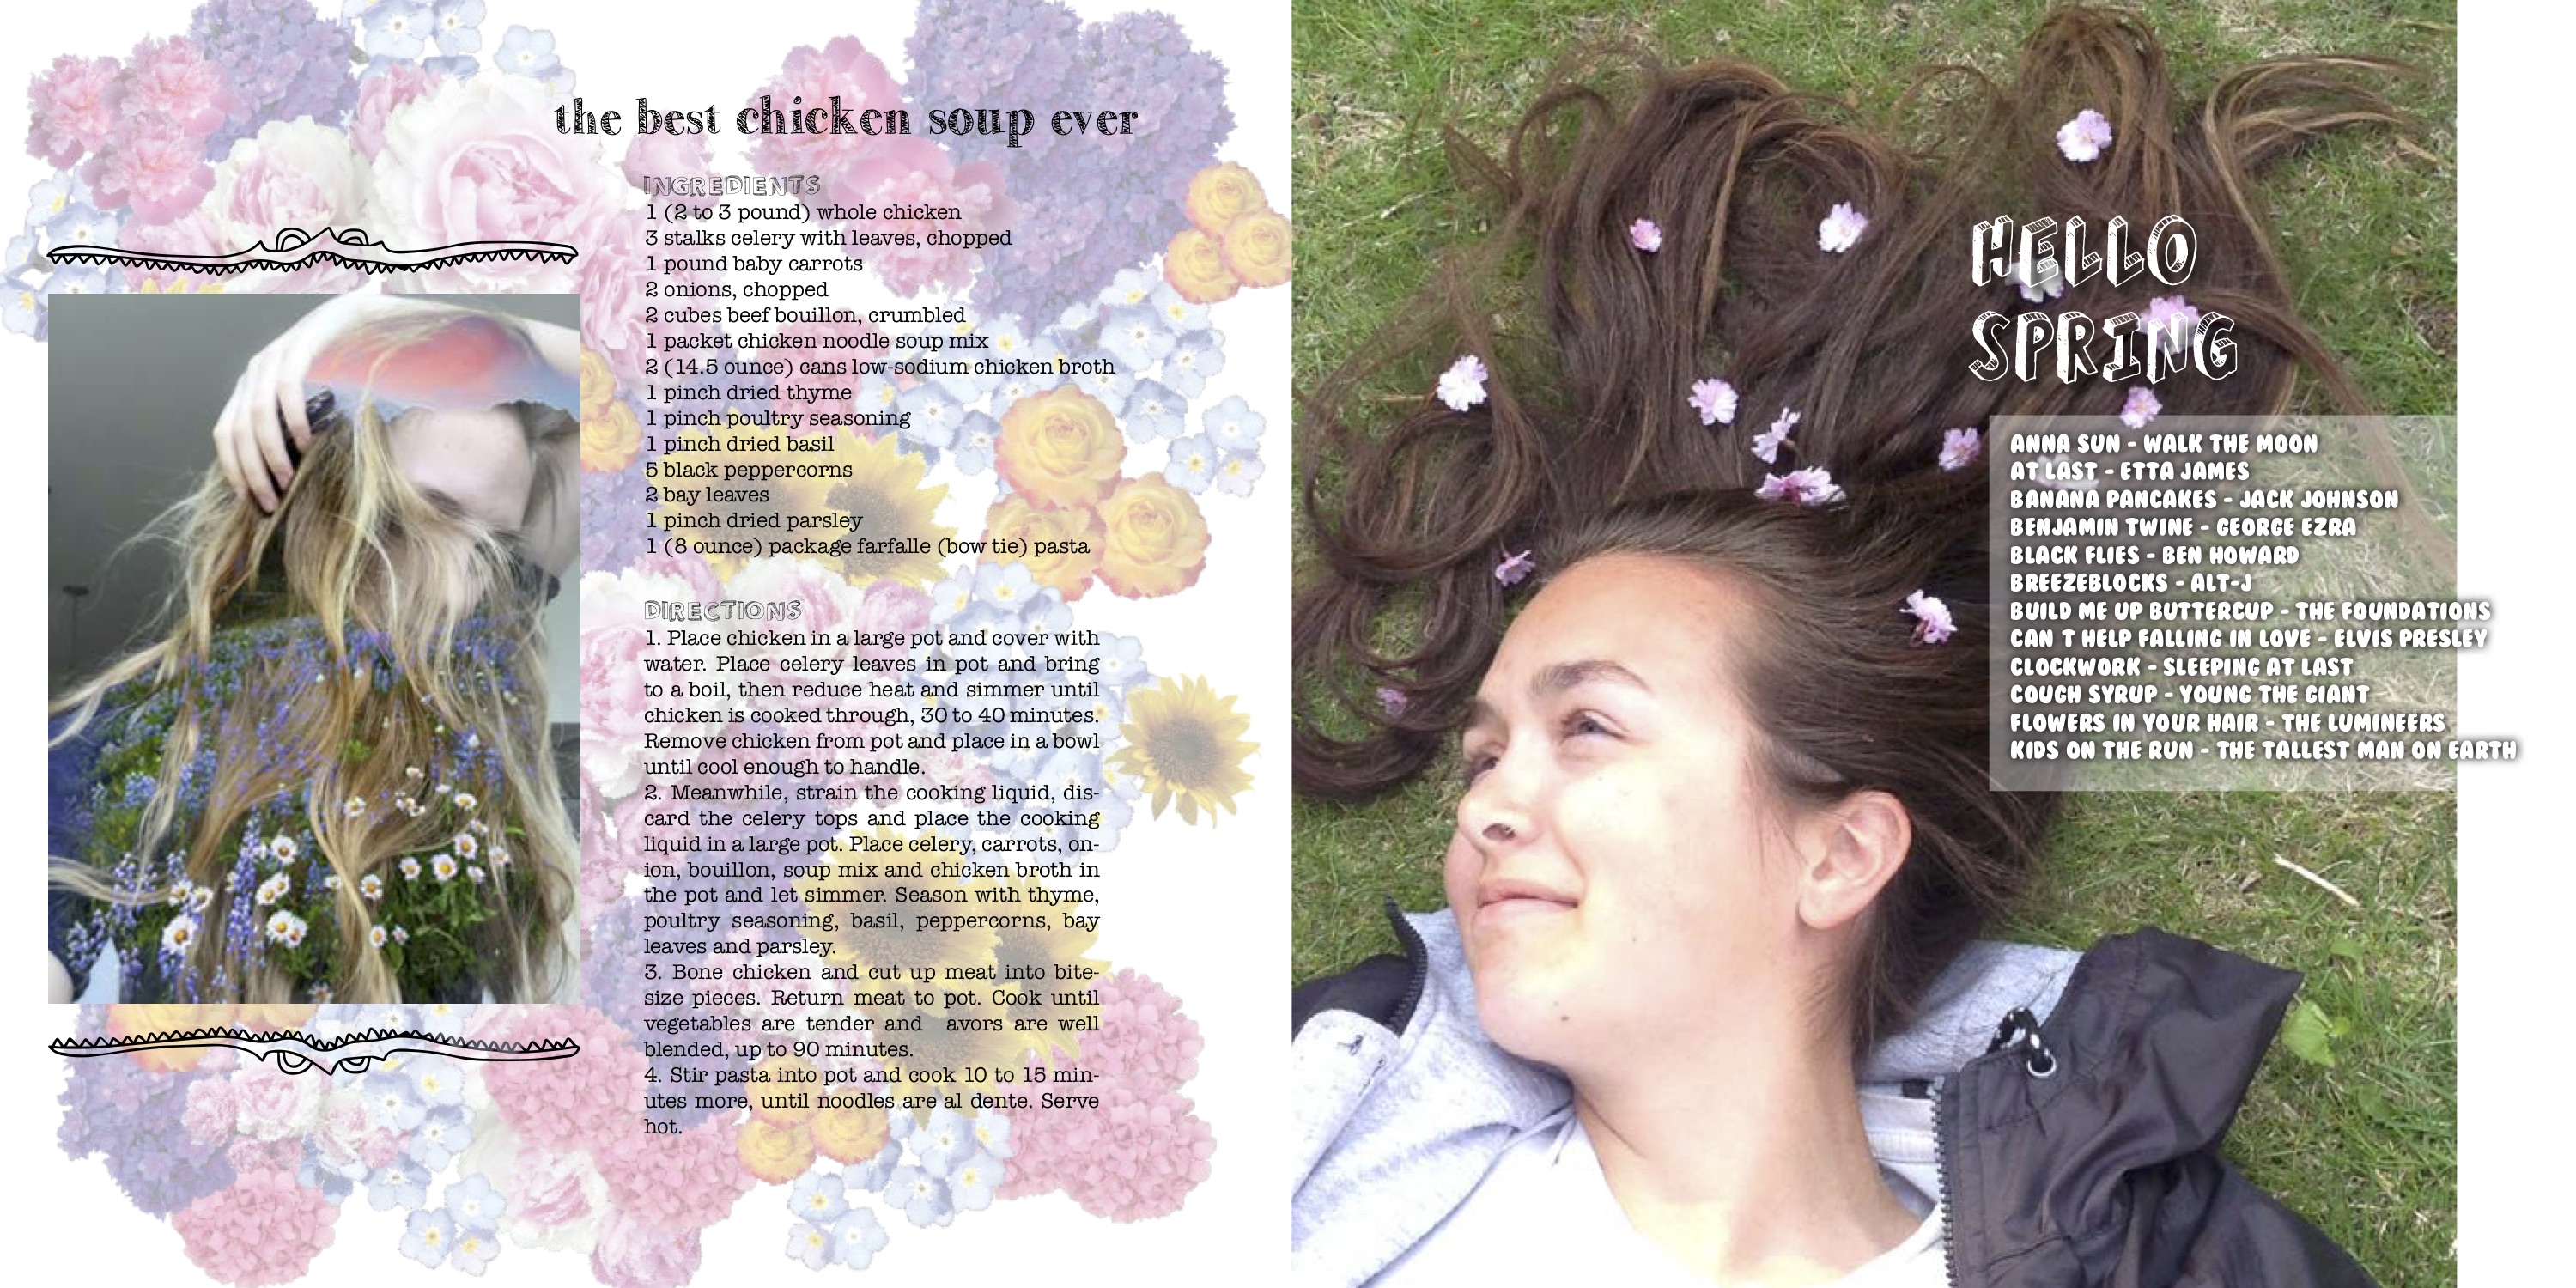 the best chicken soup ever
INGREDIENTS
1 (2 to 3 pound) whole chicken
3 stalks celery with leaves, chopped
1 pound baby carrots
2 onions, chopped
2 cubes beef bouillon, crumbled
1 packet chicken noodle soup mix
2 (14.5 ounce) cans low-sodium chicken broth
1 pinch dried thyme
1 pinch poultry seasoning
1 pinch dried basil
5 black peppercorns
2 bay leaves
1 pinch dried parsley
1 (8 ounce) package farfalle (bow tie) pasta
DIRECTIONS
1. Place chicken in a large pot and cover with
water. Place celery leaves in pot and bring
to a boil, then reduce heat and simmer until
chicken is cooked through, 30 to 40 minutes.
Remove chicken from pot and place in a bowl
until cool enough to handle.
2. Meanwhile, strain the cooking liquid, dis-
card the celery tops and place the cooking
liquid in a large pot. Place celery, carrots, on-
ion, bouillon, soup mix and chicken broth in
the pot and let simmer. Season with thyme,
poultry seasoning, basil, peppercorns, bay
leaves and parsley.
3. Bone chicken and cut up meat into bite-
size pieces. Return meat to pot. Cook until
vegetables are tender and avors are well
blended, up to 90 minutes.
4. Stir pasta into pot and cook 10 to 15 min-
utes more, until noodles are al dente. Serve
hot.
HELLO
SPRING
ANNA SUN - WALK THE MOON
AT LAST - ETTA JAMES
BANANA PANCAKES - JACK JOHNSON
BENJAMIN TWINE - GEORGE EZRA
BLACK FLIES - BEN HOWARD
BREEZEBLOCKS - ALT-J
BUILD ME UP BUTTERCUP - THE FOUNDATIONS
CAN T HELP FALLING IN LOVE - ELVIS PRESLEY
CLOCKWORK - SLEEPING AT LAST
COUGH SYRUP - YOUNG THE GIANT
FLOWERS IN YOUR HAIR - THE LUMINEERS
KIDS ON THE RUN - THE TALLEST MAN ON EARTH